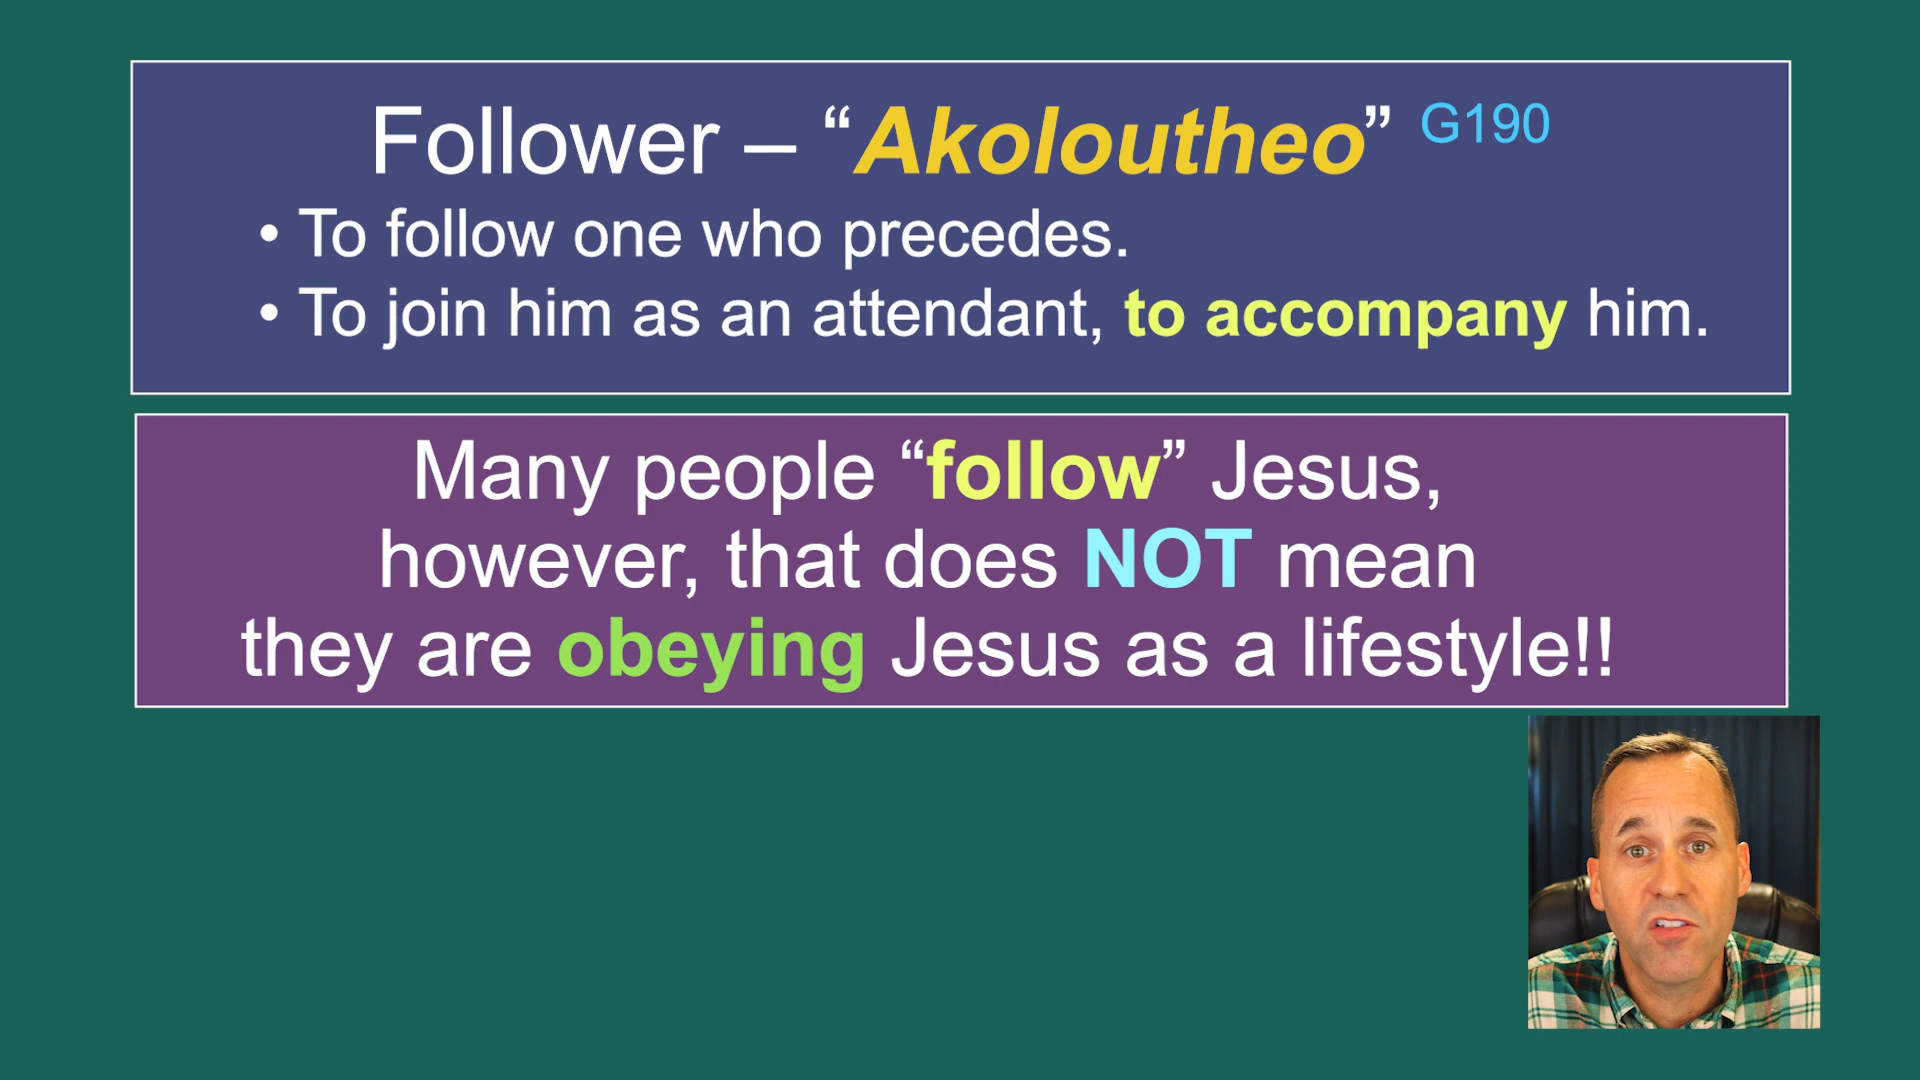 Follower – “Akoloutheo” G190
• To follow one who precedes.
• To join him as an attendant, to accompany him.
Many people “follow” Jesus,
however, that does NOT mean
they are obeying Jesus as a lifestyle!!